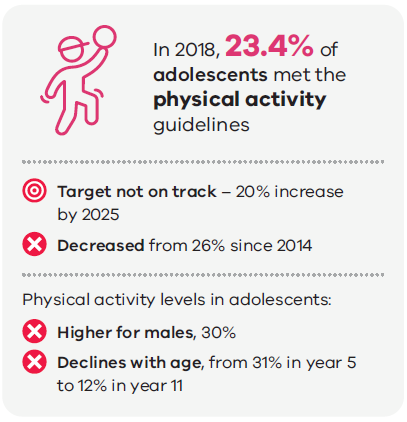 In 2018, 23.4% of
adolescents met the
physical activity
guidelines
Target not on track – 20% increase
by 2025
Decreased from 26% since 2014
Physical activity levels in adolescents:
Higher for males, 30%
Declines with age, from 31% in year 5
to 12% in year 11